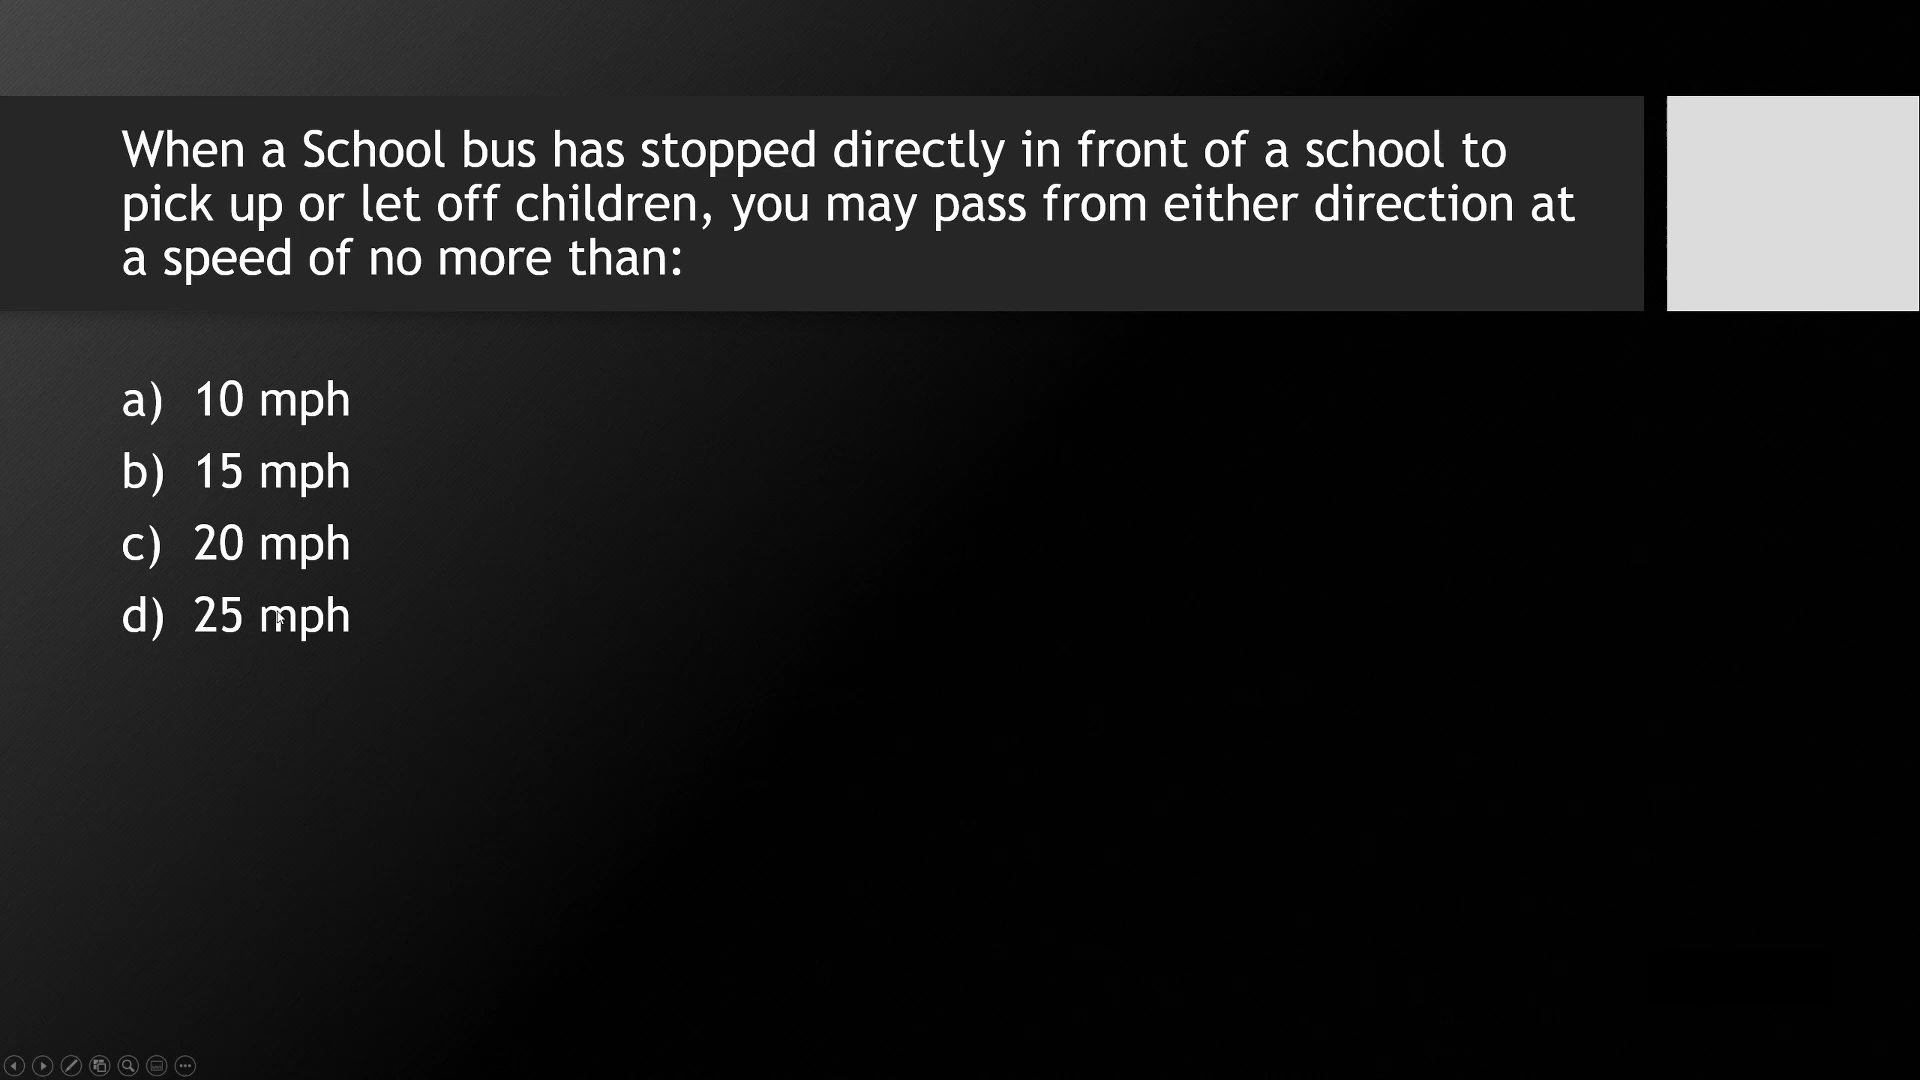 When a School bus has stopped directly in front of a school to
pick up or let off children, you may pass from either direction at
a speed of no more than:
a) 10 mph
b) 15 mph
c) 20 mph
d) 25 mph